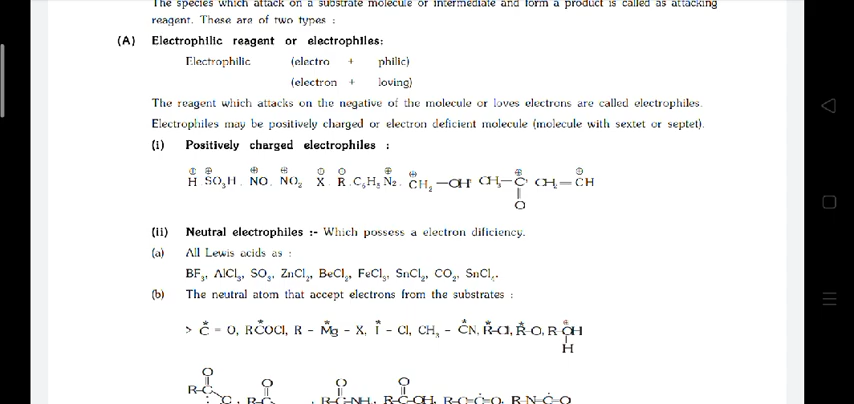 The species which attack on a substrate molecule or intermediate and form a product is called as attacking
reagent. These are of two types :
(A) Electrophilic reagent or electrophiles:
Electrophilic (electro + philic)
(electron + loving)
The reagent which attacks on the negative of the molecule or loves electrons are called electrophiles.
Electrophiles may be positively charged or electron deficient molecule (molecule with sextet or septet).
(i) Positively charged electrophiles :
H⊕ SO₃H⊕, NO⊕, NO₂⊕, X⊕, R⊕, C₆H₅N₂⊕, CH₂⊕—OH CH₃—C⊕=O, CH₂=CH⊕
(ii) Neutral electrophiles :- Which possess a electron dificiency.
(a) All Lewis acids as :
BF₃, AlCl₃, SO₃, ZnCl₂, BeCl₂, FeCl₃, SnCl₂, CO₂, SnCl₄.
(b) The neutral atom that accept electrons from the substrates :
> C* = O, RC*OCl, R – Mg* – X, I* – Cl, CH₃ – C*N, R*-Cl, R*-O, R-O⊕H
H